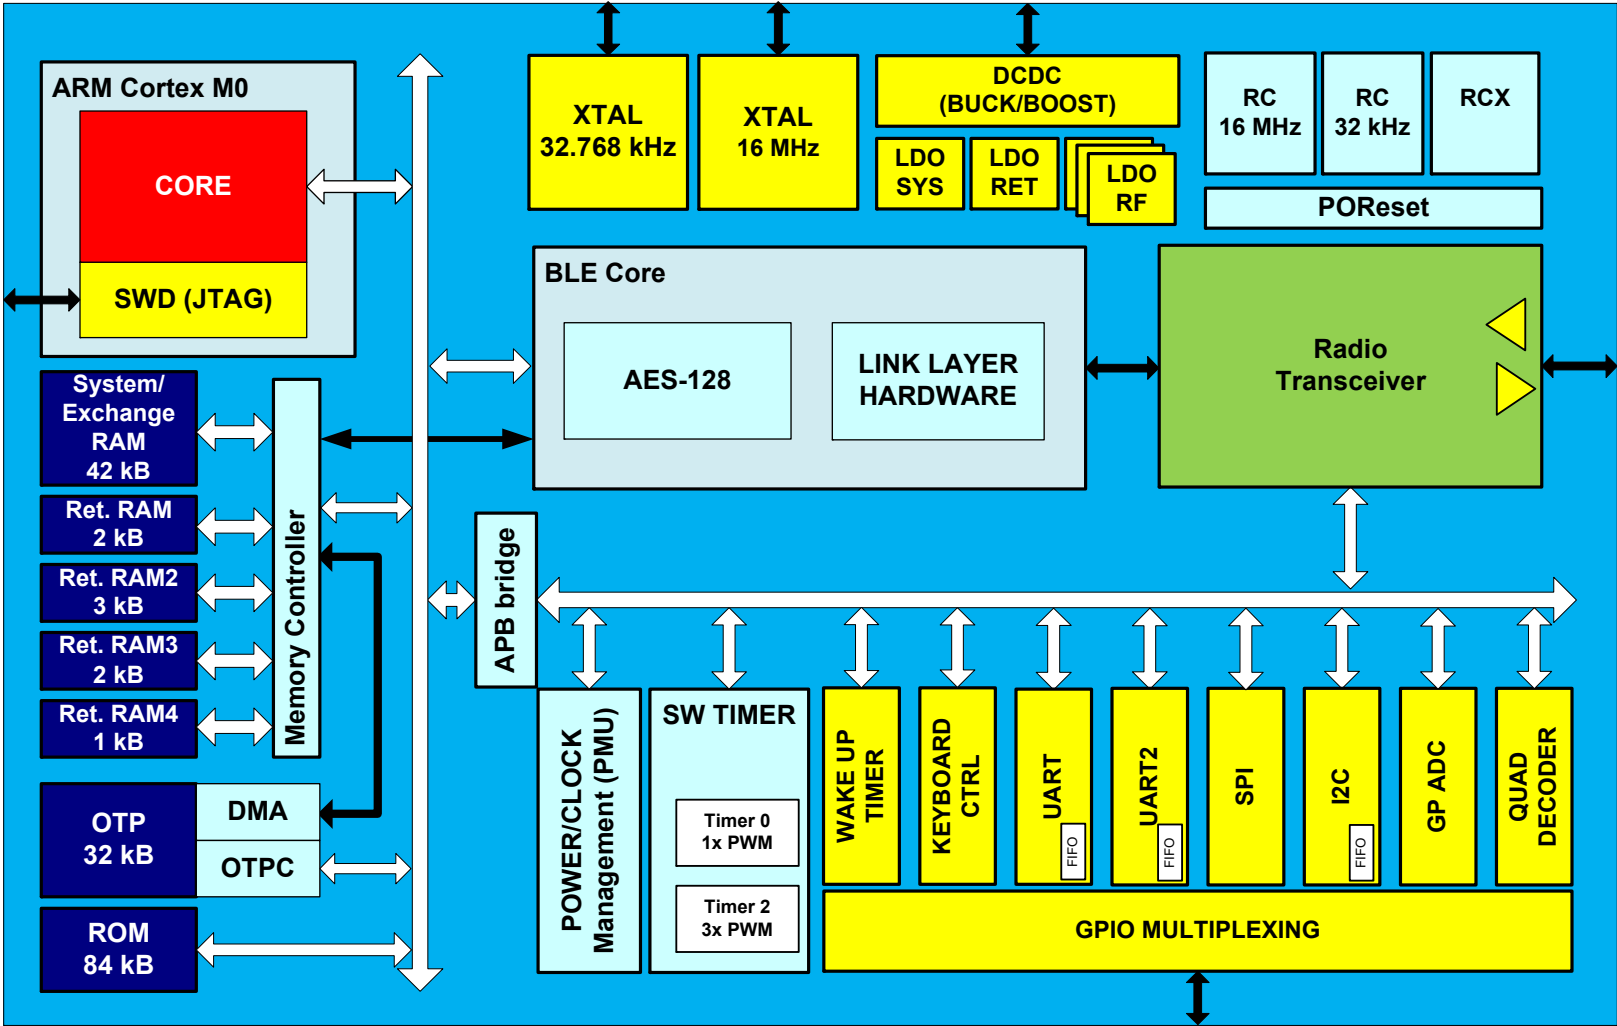 ARM Cortex M0
CORE
SWD (JTAG)
XTAL
32.768 kHz
XTAL
16 MHz
DCDC
(BUCK/BOOST)
LDO
SYS
LDO
RET
LDO
RF
RC
16 MHz
RC
32 kHz
RCX
POReset
BLE Core
AES-128
LINK LAYER
HARDWARE
Radio
Transceiver
System/
Exchange
RAM
42 kB
Ret. RAM
2 kB
Ret. RAM2
3 kB
Ret. RAM3
2 kB
Ret. RAM4
1 kB
Memory Controller
OTP
32 kB
DMA
OTPC
ROM
84 kB
APB bridge
POWER/CLOCK
Management (PMU)
SW TIMER
Timer 0
1x PWM
Timer 2
3x PWM
WAKE UP
TIMER
KEYBOARD
CTRL
UART
FIFO
UART2
FIFO
SPI
I2C
FIFO
GP ADC
QUAD
DECODER
GPIO MULTIPLEXING